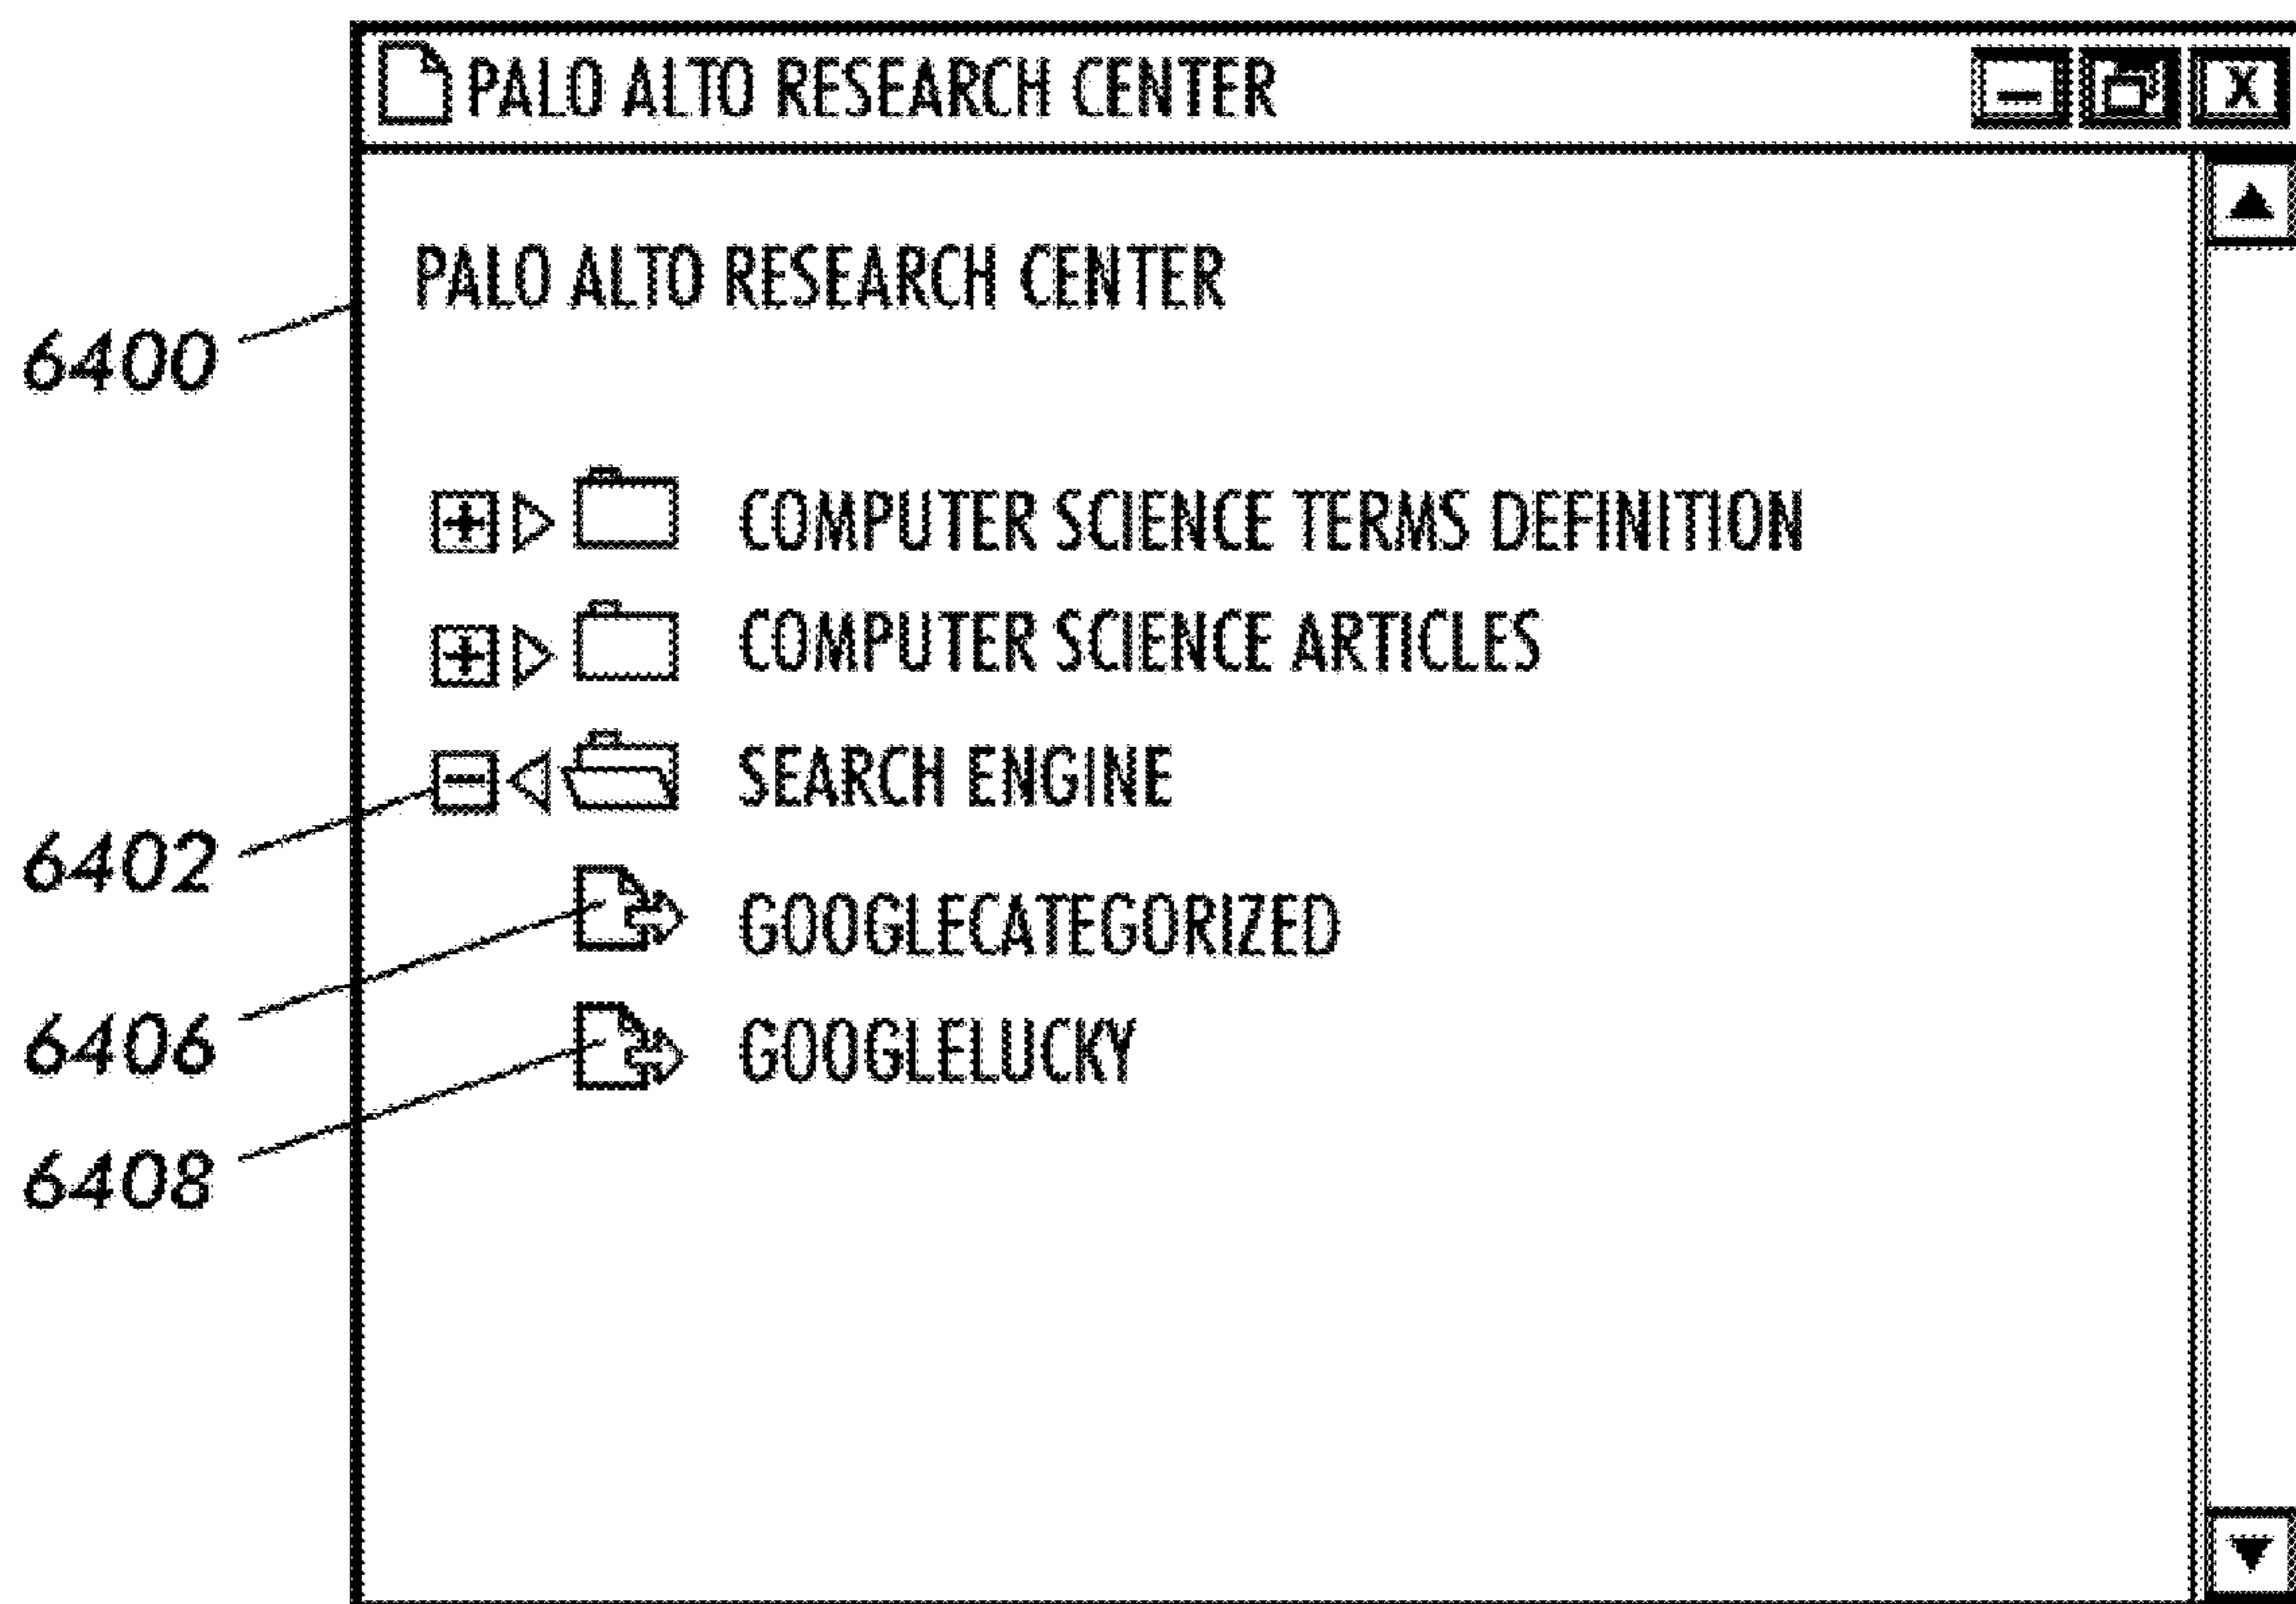 PALO ALTO RESEARCH CENTER X
PALO ALTO RESEARCH CENTER
6400
COMPUTER SCIENCE TERMS DEFINITION
COMPUTER SCIENCE ARTICLES
SEARCH ENGINE
6402
GOOGLECATEGORIZED
6406
GOOGLELUCKY
6408